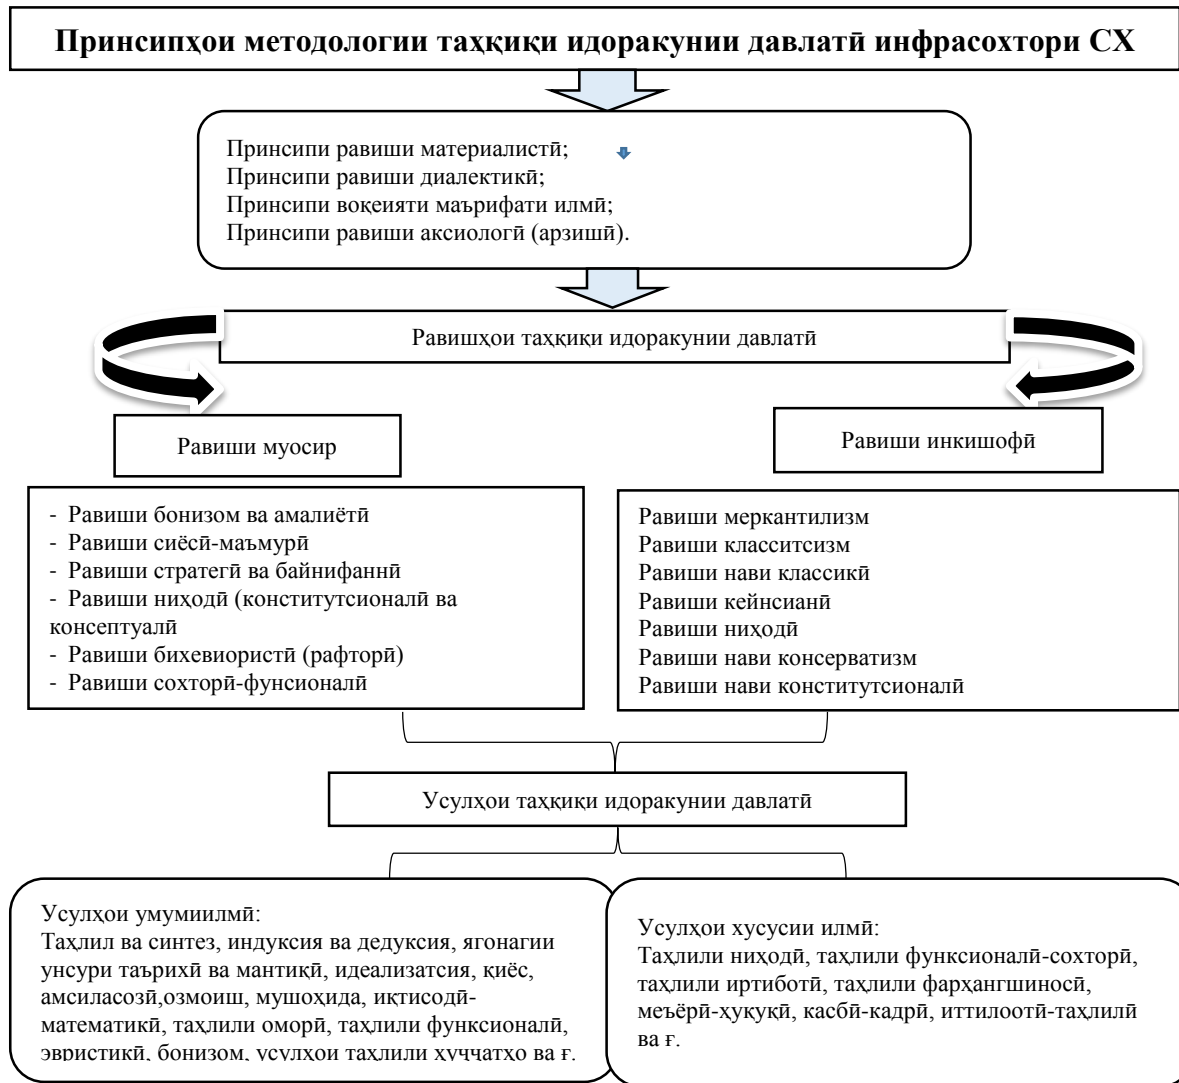 Принсипҳои методологии таҳқиқи идоракунии давлатӣ инфрасохтори СХ
Принсипи равиши материалистӣ;
Принсипи равиши диалектикӣ;
Принсипи воқеияти маърифати илмӣ;
Принсипи равиши аксиологӣ (арзишӣ).
Равишҳои таҳқиқи идоракунии давлатӣ
Равиши муосир
Равиши инкишофӣ
- Равиши бонизом ва амалиётӣ
- Равиши сиёсӣ-маъмурӣ
- Равиши стратегӣ ва байнифаннӣ
- Равиши ниҳодӣ (конститутсионалӣ ва
консептуалӣ
- Равиши бихевиористӣ (рафторӣ)
- Равиши сохторӣ-фунсионалӣ
Равиши меркантилизм
Равиши класситсизм
Равиши нави классикӣ
Равиши кейнсианӣ
Равиши ниҳодӣ
Равиши нави консерватизм
Равиши нави конститутсионалӣ
Усулҳои таҳқиқи идоракунии давлатӣ
Усулҳои умумиилмӣ:
Таҳлил ва синтез, индуксия ва дедуксия, ягонагии
унсури таърихӣ ва мантиқӣ, идеализатсия, қиёс,
амсиласозӣ,озмоиш, мушоҳида, иқтисодӣ-
математикӣ, таҳлили оморӣ, таҳлили функсионалӣ,
эвристикӣ, бонизом, усулҳои таҳлили ҳуҷҷатҳо ва ғ.
Усулҳои хусусии илмӣ:
Таҳлили ниҳодӣ, таҳлили функсионалӣ-сохторӣ,
таҳлили иртиботӣ, таҳлили фарҳангшиносӣ,
меъёрӣ-ҳуқуқӣ, касбӣ-кадрӣ, иттилоотӣ-таҳлилӣ
ва ғ.